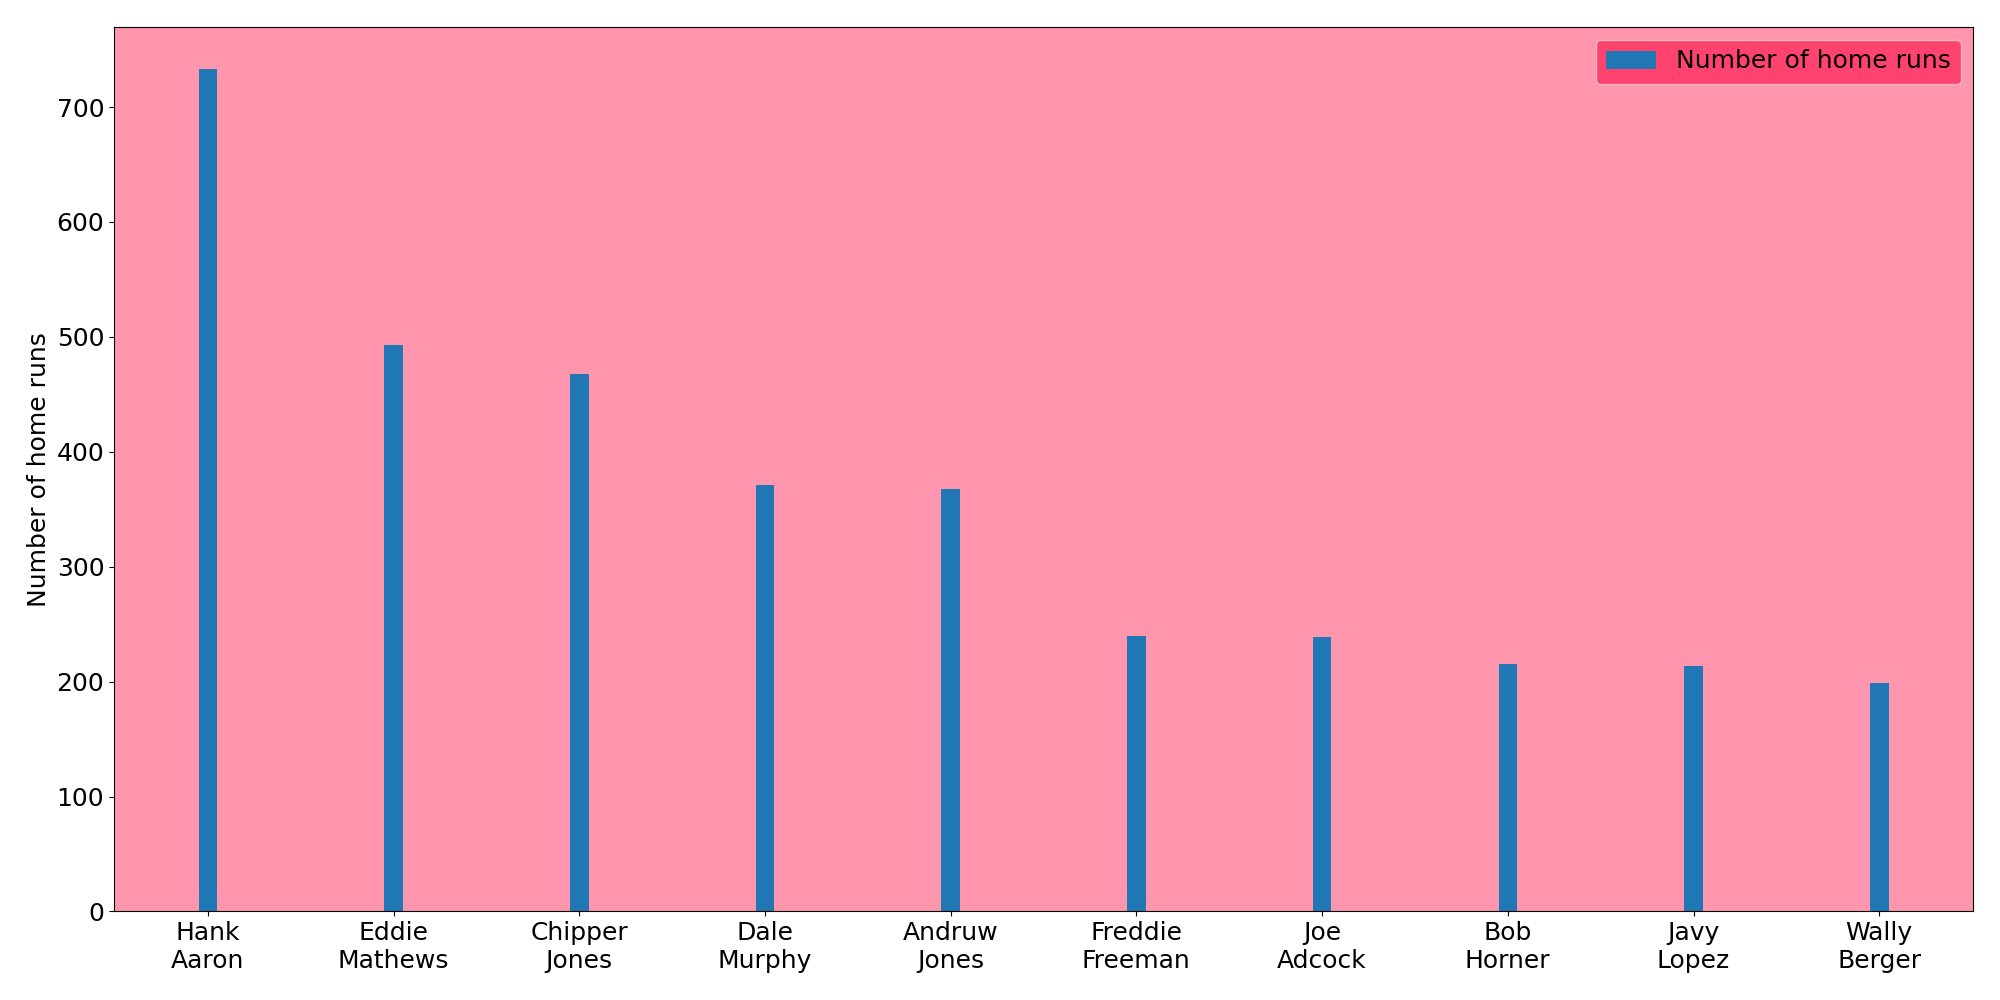 Number of home runs
Number of home runs
700
600
500
400
300
200
100
0
Hank
Aaron
Eddie
Mathews
Chipper
Jones
Dale
Murphy
Andruw
Jones
Freddie
Freeman
Joe
Adcock
Bob
Horner
Javy
Lopez
Wally
Berger